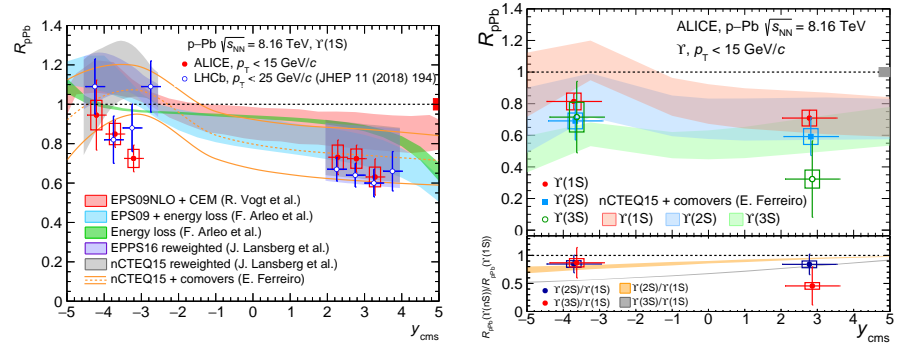 R_pPb
1.4
1.2
1
0.8
0.6
0.4
0.2
0
p−Pb √s_NN = 8.16 TeV, ϒ(1S)
ALICE, p_T < 15 GeV/c
LHCb, p_T < 25 GeV/c (JHEP 11 (2018) 194)
EPS09NLO + CEM (R. Vogt et al.)
EPS09 + energy loss (F. Arleo et al.)
Energy loss (F. Arleo et al.)
EPPS16 reweighted (J. Lansberg et al.)
nCTEQ15 reweighted (J. Lansberg et al.)
nCTEQ15 + comovers (E. Ferreiro)
−5 −4 −3 −2 −1 0 1 2 3 4 5
y_cms
R_pPb
1.4
1.2
1
0.8
0.6
0.4
0.2
0
ALICE, p−Pb √s_NN = 8.16 TeV
ϒ, p_T < 15 GeV/c
ϒ(1S)
ϒ(2S) nCTEQ15 + comovers (E. Ferreiro)
ϒ(3S) ϒ(1S) ϒ(2S) ϒ(3S)
R_pPb(ϒ(nS))/R_pPb(ϒ(1S))
1
0.5
0
ϒ(2S)/ϒ(1S) ϒ(2S)/ϒ(1S)
ϒ(3S)/ϒ(1S) ϒ(3S)/ϒ(1S)
−5 −4 −3 −2 −1 0 1 2 3 4 5
y_cms